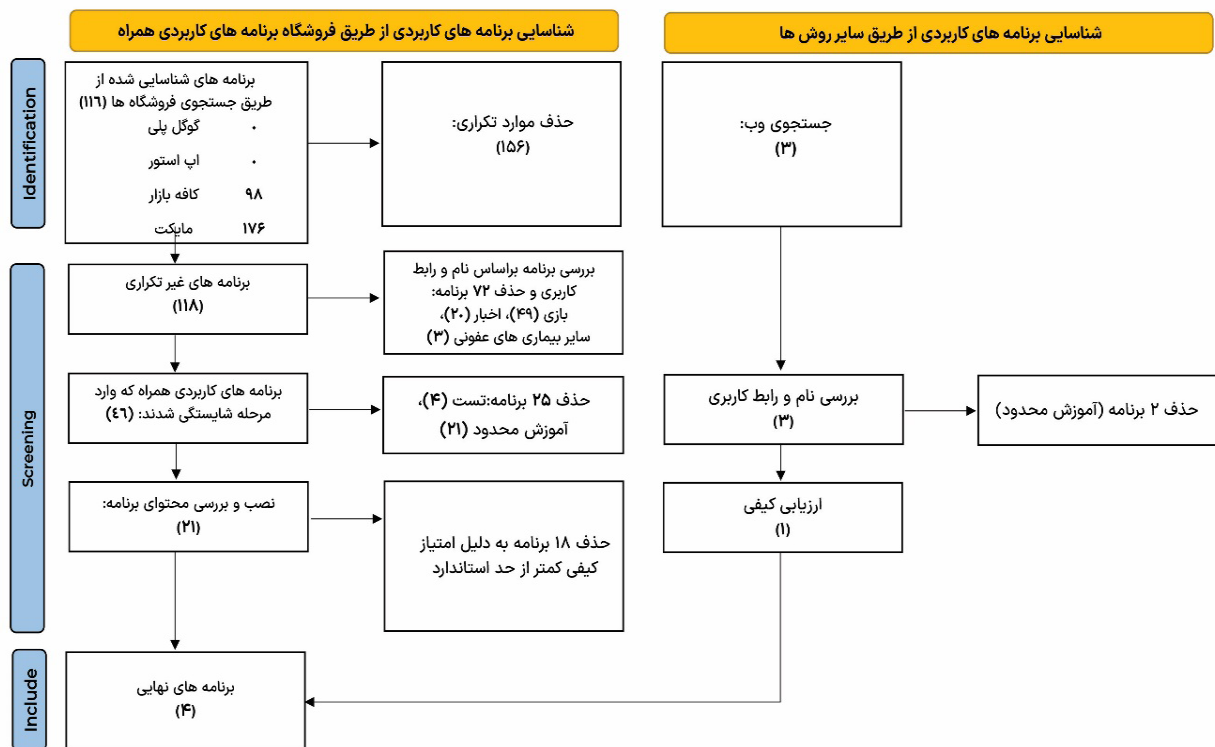 شناسایی برنامه های کاربردی از طریق فروشگاه برنامه های کاربردی همراه
شناسایی برنامه های کاربردی از طریق سایر روش ها
Identification
برنامه های شناسایی شده از
طریق جستجوی فروشگاه ها (١١٦)
گوگل پلی ۰
اپ استور ۰
کافه بازار ۹۸
مایکت ۱۷۶
حذف موارد تکراری:
(۱۵۶)
جستجوی وب:
(۳)
Screening
برنامه های غیر تکراری
(۱۱۸)
بررسی برنامه براساس نام و رابط
کاربری و حذف ۷۲ برنامه:
بازی (۴۹)، اخبار (۲۰)،
سایر بیماری های عفونی (۳)
برنامه های کاربردی همراه که وارد
مرحله شایستگی شدند: (٤٦)
حذف ۲۵ برنامه:تست (۴)،
آموزش محدود (۲۱)
بررسی نام و رابط کاربری
(۳)
حذف ۲ برنامه (آموزش محدود)
نصب و بررسی محتوای برنامه:
(۲۱)
حذف ۱۸ برنامه به دلیل امتیاز
کیفی کمتر از حد استاندارد
ارزیابی کیفی
(۱)
Include
برنامه های نهایی
(۴)